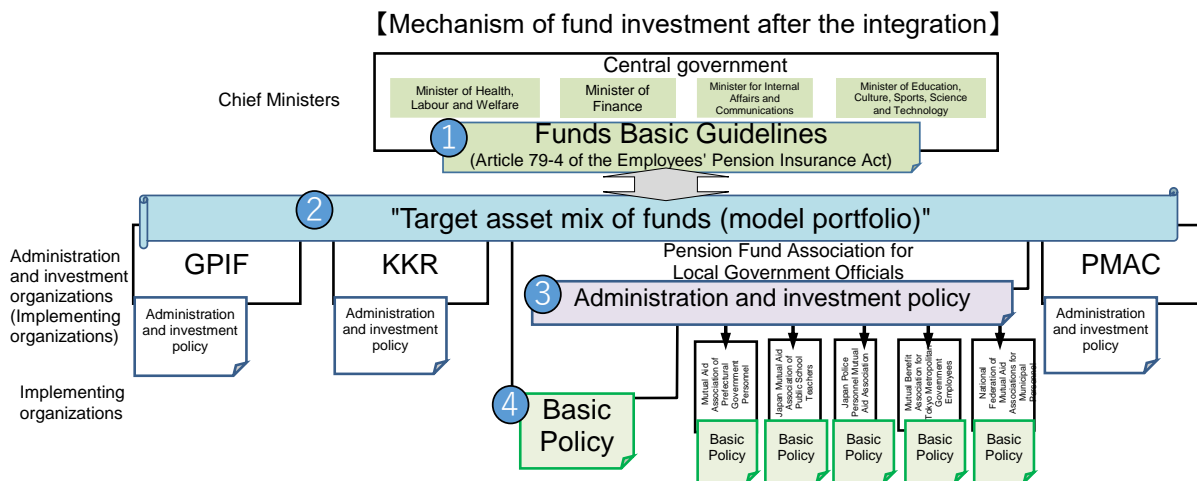 【Mechanism of fund investment after the integration】
Central government
Chief Ministers
Minister of Health,
Labour and Welfare
Minister of
Finance
Minister for Internal
Affairs and
Communications
Minister of Education,
Culture, Sports, Science
and Technology
1
Funds Basic Guidelines
(Article 79-4 of the Employees' Pension Insurance Act)
2
"Target asset mix of funds (model portfolio)"
Administration
and investment
organizations
(Implementing
organizations)
GPIF
Administration
and investment
policy
KKR
Administration
and investment
policy
Pension Fund Association for
Local Government Officials
3
Administration and investment policy
PMAC
Administration
and investment
policy
Implementing
organizations
4
Basic
Policy
Mutual Aid
Association of
Prefectural
Government
Personnel
Basic
Policy
Japan Mutual Aid
Association of
Public School
Teachers
Basic
Policy
Japan Police
Personnel Mutual
Aid Association
Basic
Policy
Mutual Benefit
Association for
Tokyo Metropolitan
Government
Employees
Basic
Policy
National
Federation of
Mutual Aid
Associations for
Municipal
Personnel
Basic
Policy